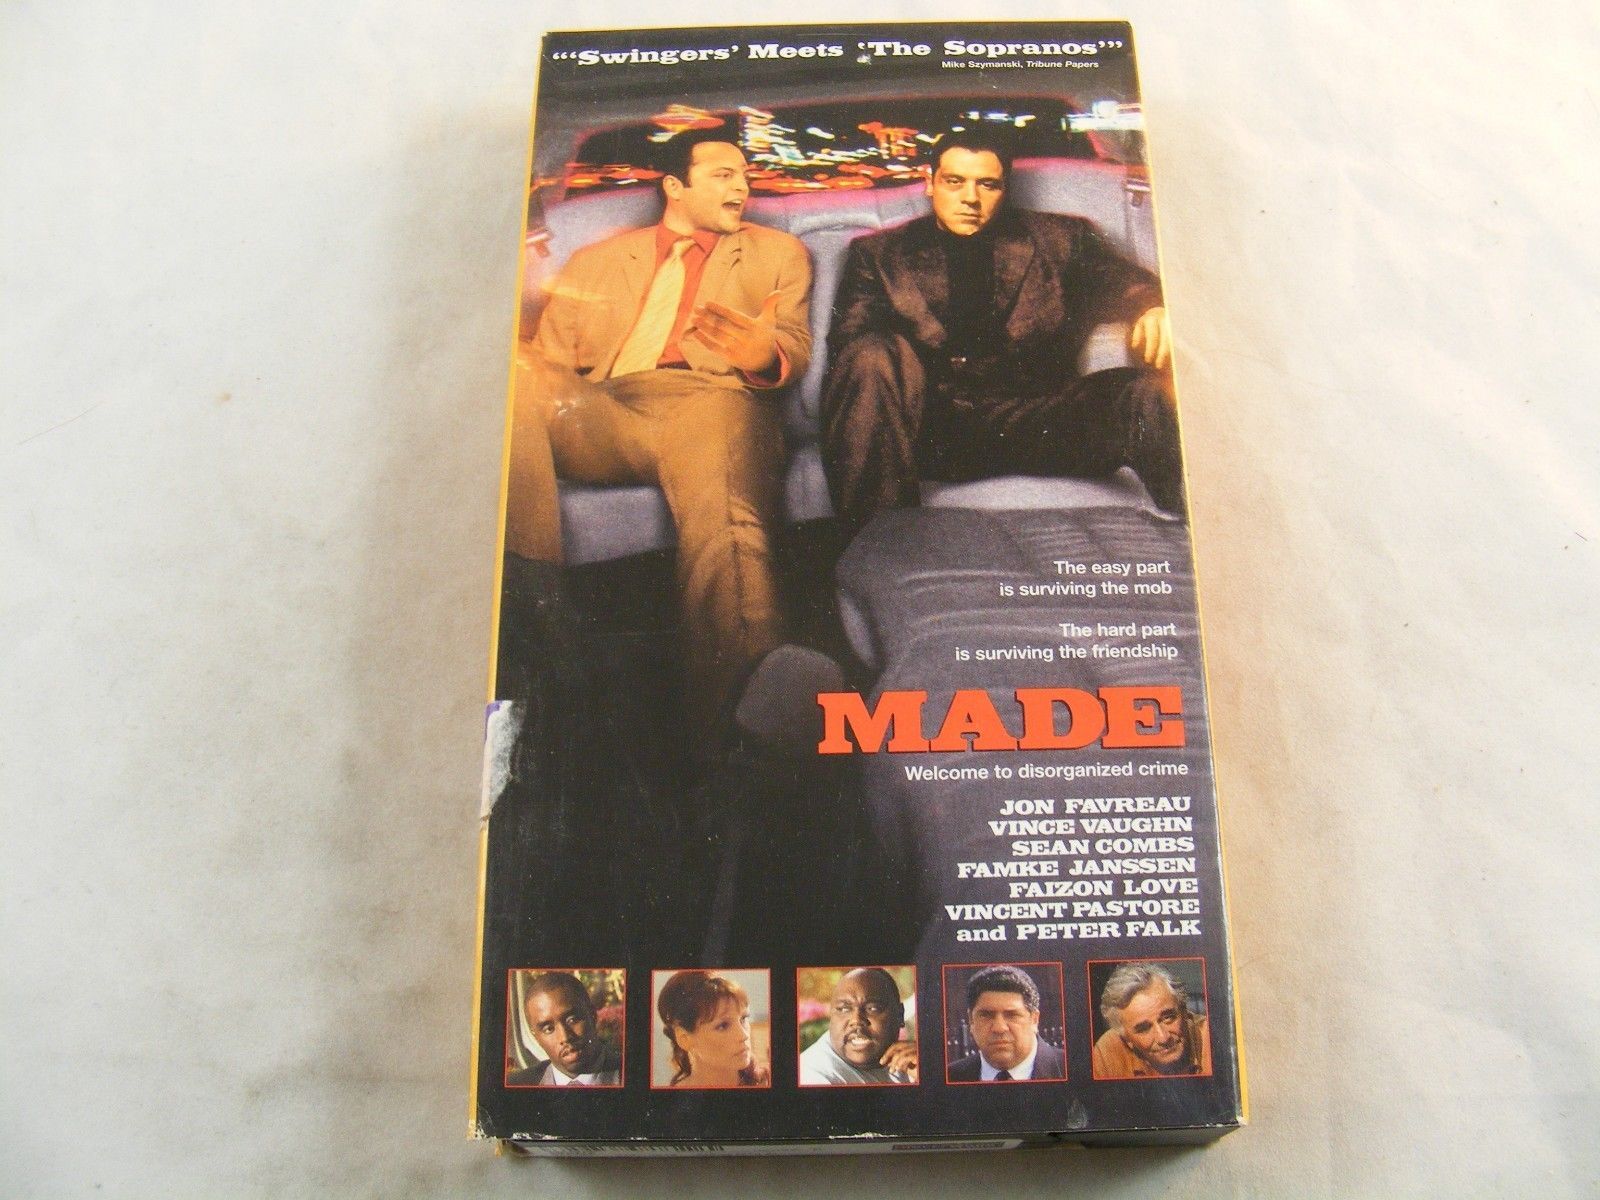 "'Swingers' Meets 'The Sopranos'"
Mike Szymanski, Tribune Papers
The easy part
is surviving the mob
The hard part
is surviving the friendship
MADE
Welcome to disorganized crime
JON FAVREAU
VINCE VAUGHN
SEAN COMBS
FAMKE JANSSEN
FAIZON LOVE
VINCENT PASTORE
and PETER FALK